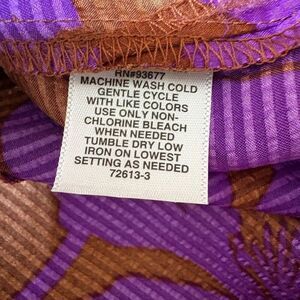 RN#93677
MACHINE WASH COLD
GENTLE CYCLE
WITH LIKE COLORS
USE ONLY NON-
CHLORINE BLEACH
WHEN NEEDED
TUMBLE DRY LOW
IRON ON LOWEST
SETTING AS NEEDED
72613-3